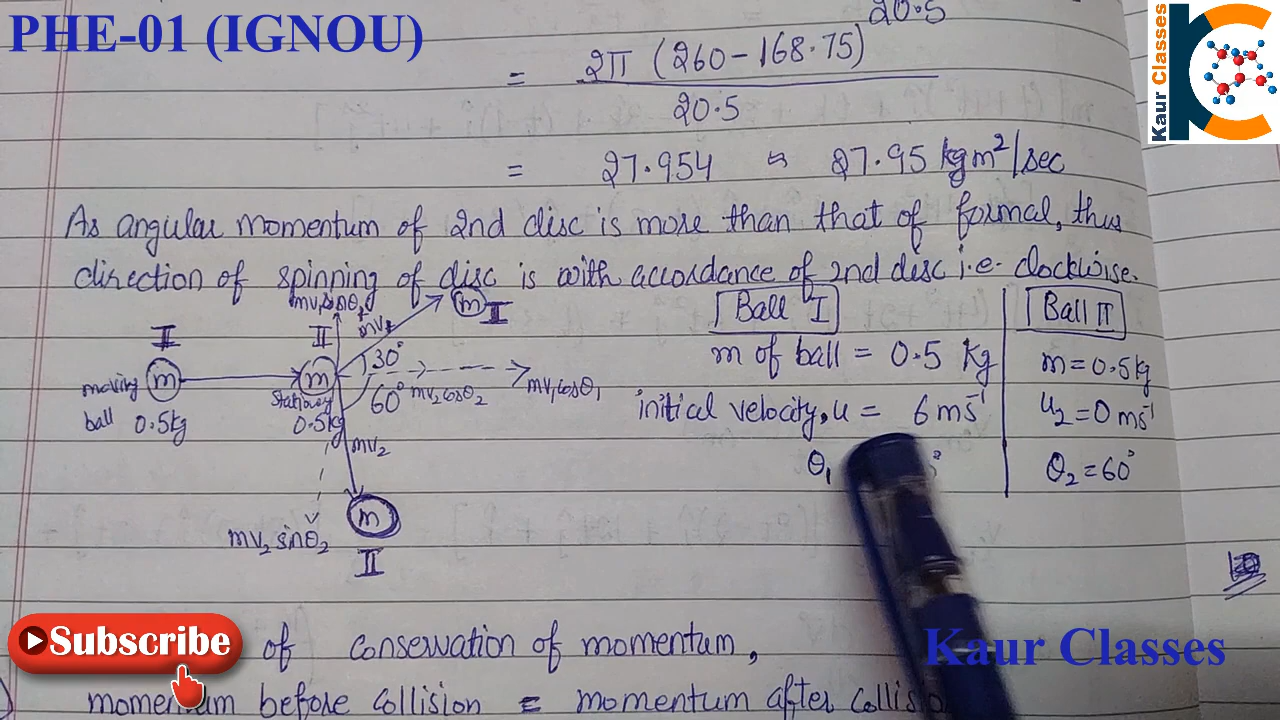 PHE-01 (IGNOU)
Kaur Classes
20.5
= 2π (260-168.75)
20.5
= 27.954 ≈ 27.95 kgm²/sec
As angular momentum of 2nd disc is more than that of formal, thus
direction of spinning of disc is with accordance of 2nd disc i.e. clockwise.
mv₁sinθ₁
I II mv₁ m I
Ball I Ball II
m m 30°
60° mv₂cosθ₂ mv₁cosθ₁
moving stationary
ball 0.5kg 0.5kg
m of ball = 0.5 Kg m=0.5kg
initial velocity, u = 6 ms⁻¹ u₂=0 ms⁻¹
mv₂
θ₁ ° θ₂=60°
m
mv₂ sinθ₂
II
Subscribe
of conservation of momentum,
Kaur Classes
momentum before collision = momentum after collision